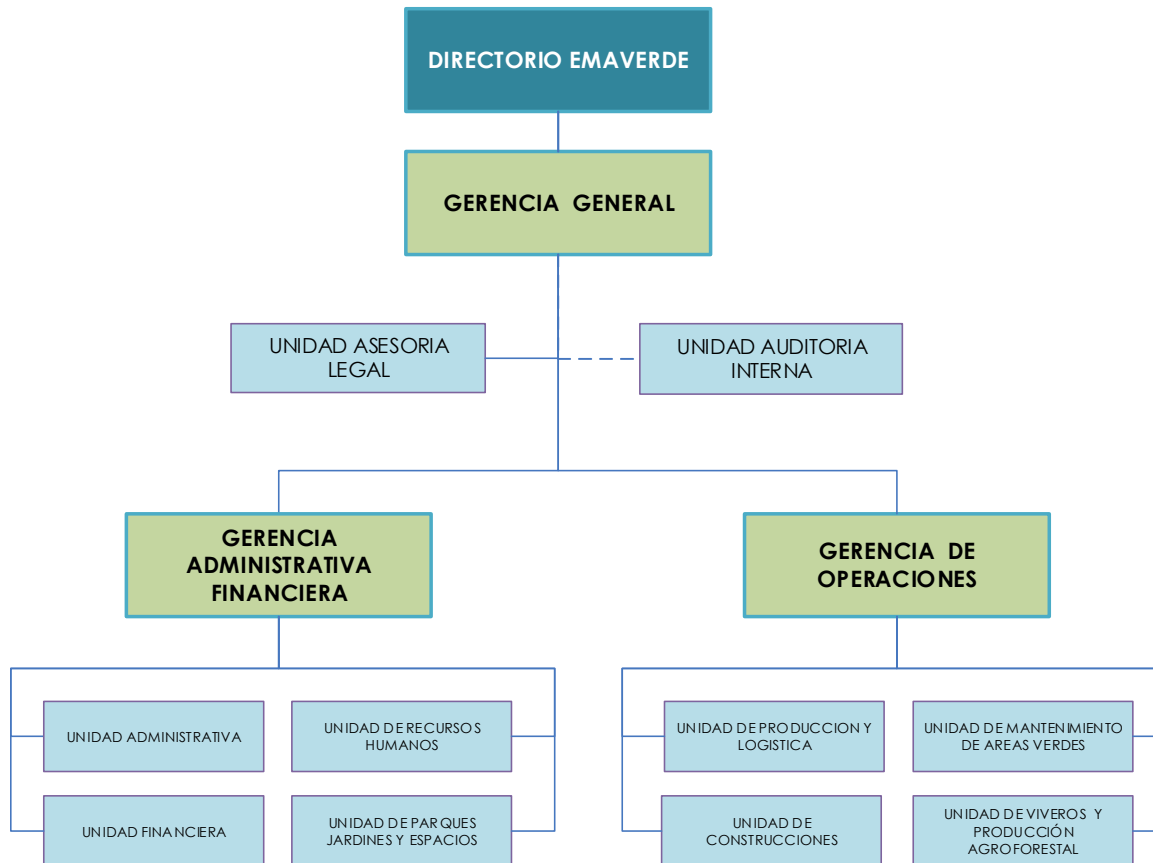 DIRECTORIO EMAVERDE
GERENCIA GENERAL
UNIDAD ASESORIA
LEGAL
UNIDAD AUDITORIA
INTERNA
GERENCIA
ADMINISTRATIVA
FINANCIERA
GERENCIA DE
OPERACIONES
UNIDAD ADMINISTRATIVA
UNIDAD DE RECURSOS
HUMANOS
UNIDAD DE PRODUCCION Y
LOGISTICA
UNIDAD DE MANTENIMIENTO
DE AREAS VERDES
UNIDAD FINANCIERA
UNIDAD DE PARQUES
JARDINES Y ESPACIOS
UNIDAD DE
CONSTRUCCIONES
UNIDAD DE VIVEROS Y
PRODUCCIÓN
AGROFORESTAL